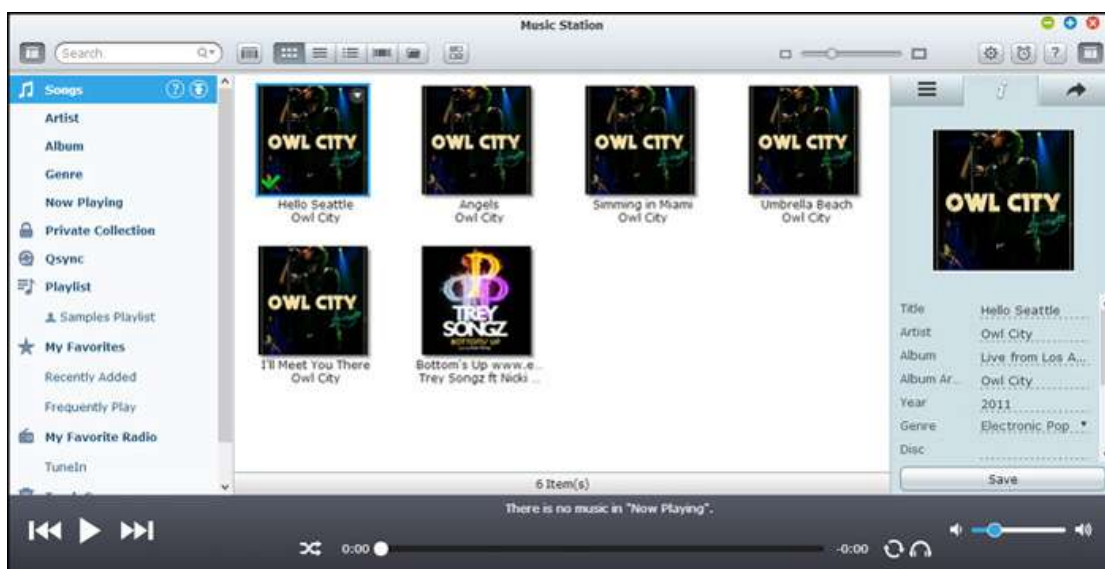 Music Station
Search
?
Songs
?
Artist
Album
Genre
Now Playing
Private Collection
Qsync
Playlist
Samples Playlist
My Favorites
Recently Added
Frequently Play
My Favorite Radio
TuneIn
OWL CITY
Hello Seattle
Owl City
OWL CITY
Angels
Owl City
OWL CITY
Simming in Miami
Owl City
OWL CITY
Umbrella Beach
Owl City
OWL CITY
I'll Meet You There
Owl City
TREY
SONGZ
BOTTOMS UP
Bottom's Up www.e...
Trey Songz ft Nicki ...
6 Item(s)
i
OWL CITY
Title Hello Seattle
Artist Owl City
Album Live from Los A...
Album Ar... Owl City
Year 2011
Genre Electronic Pop
Disc
Save
There is no music in "Now Playing".
0:00 -0:00